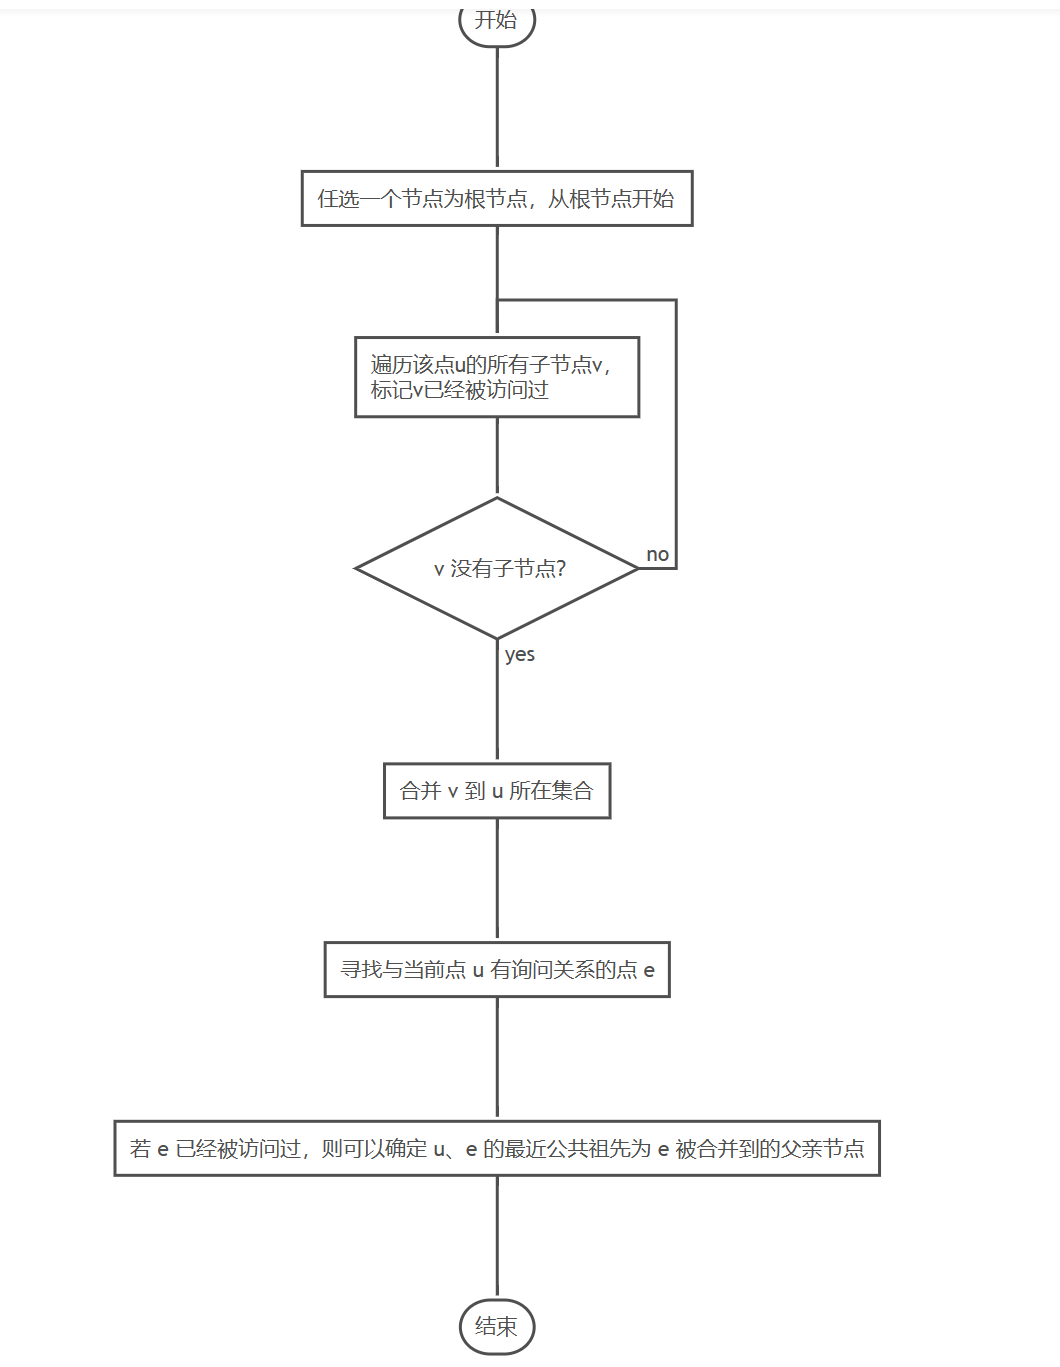 开始
任选一个节点为根节点，从根节点开始
遍历该点u的所有子节点v，
标记v已经被访问过
v 没有子节点?
no
yes
合并 v 到 u 所在集合
寻找与当前点 u 有询问关系的点 e
若 e 已经被访问过，则可以确定 u、e 的最近公共祖先为 e 被合并到的父亲节点
结束